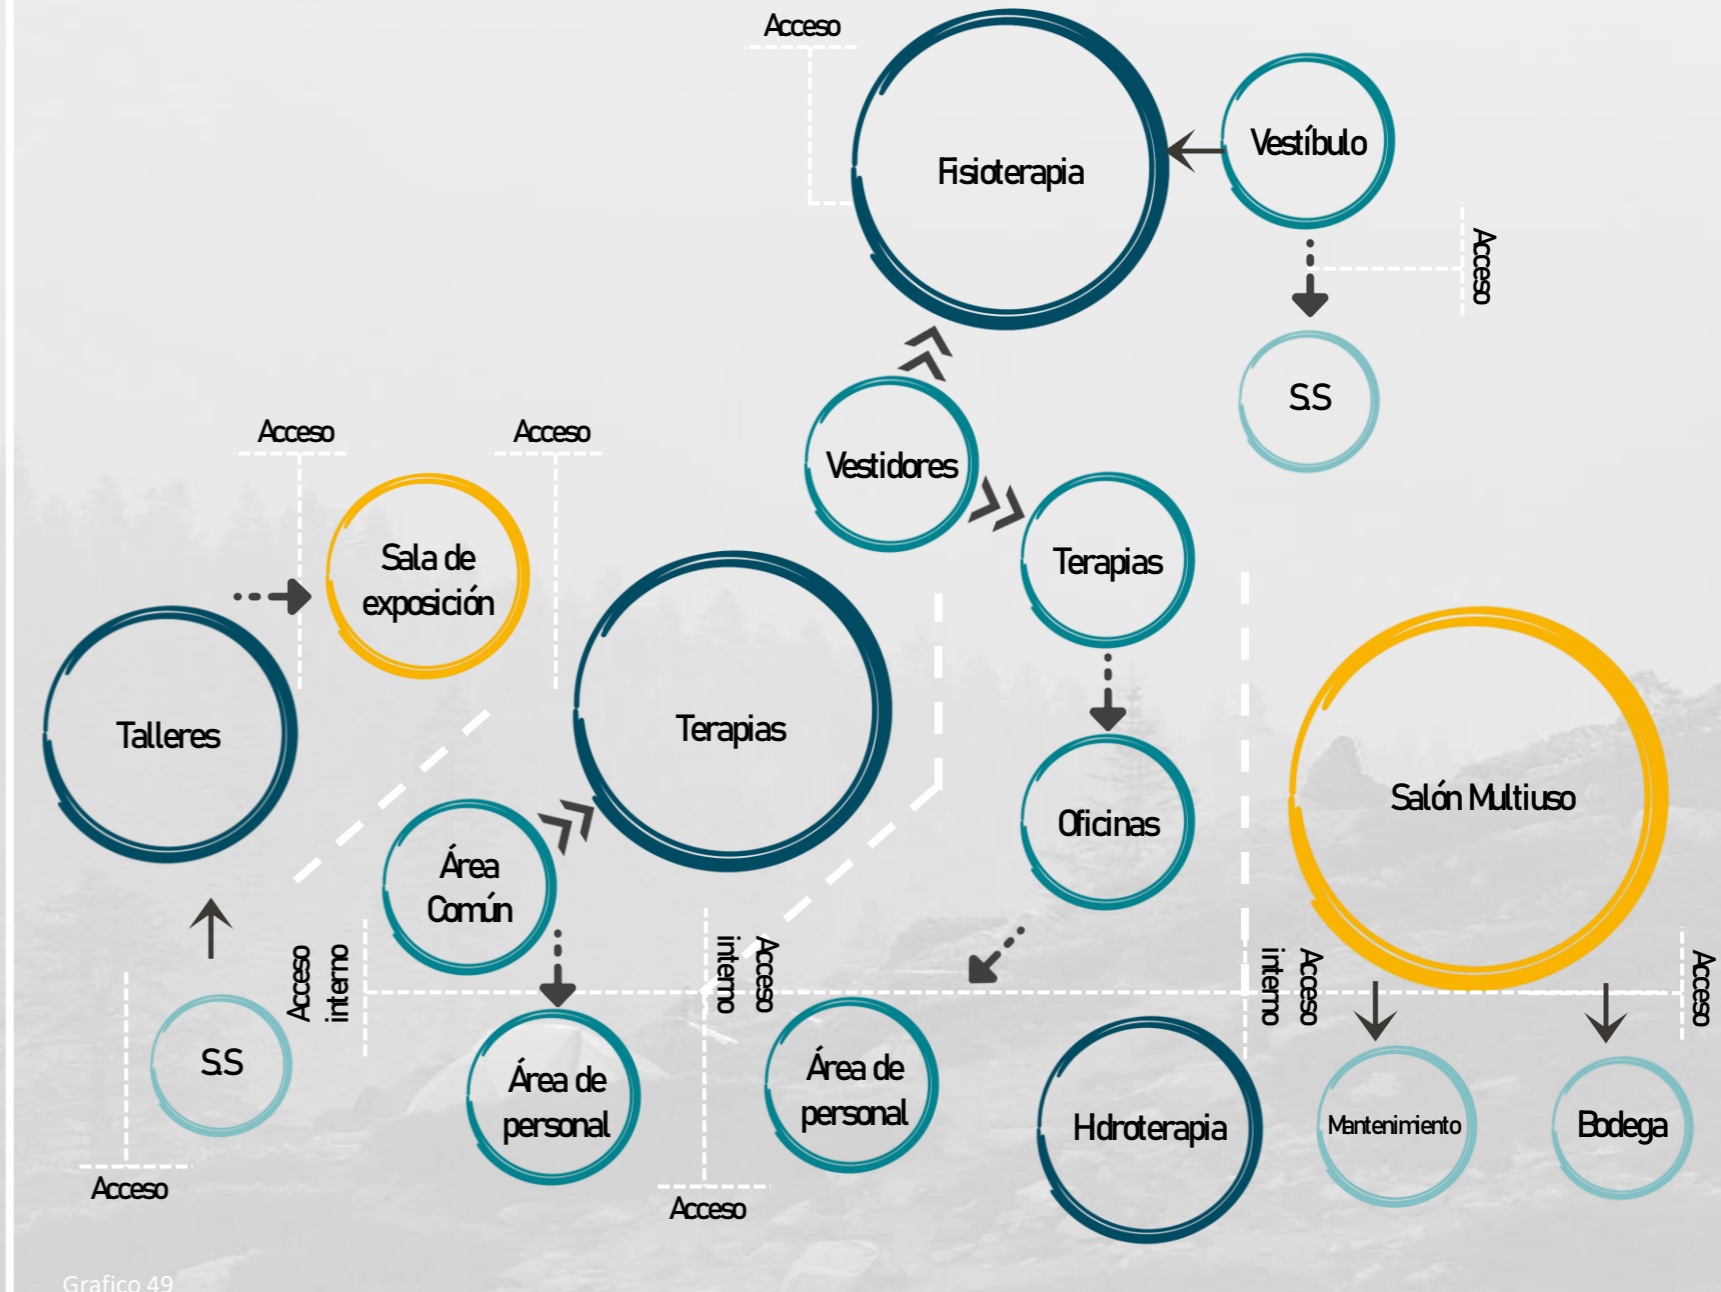 Acceso
Fisioterapia
Vestíbulo
Acceso
S.S
Acceso
Acceso
Vestidores
Sala de
exposición
Terapias
Talleres
Terapias
Salón Multiuso
Oficinas
Área
Común
Acceso
interno
Acceso
interno
Acceso
interno
Acceso
S.S
Área de
personal
Área de
personal
Hdroterapia
Mantenimiento
Bodega
Acceso
Acceso
Grafico 49